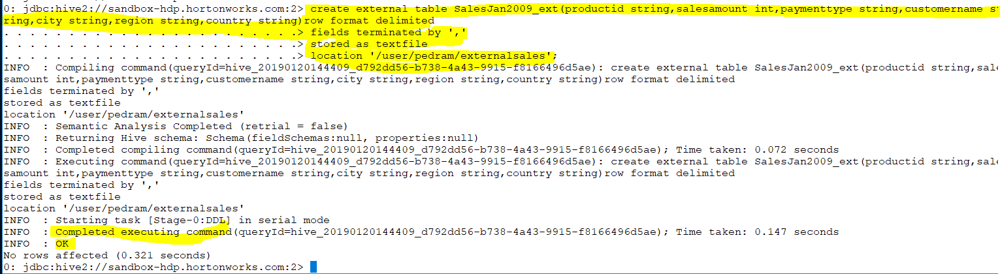 0: jdbc:hive2://sandbox-hdp.hortonworks.com:2> create external table SalesJan2009_ext(productid string,salesamount int,paymenttype string,customername st
ring,city string,region string,country string)row format delimited
. . . . . . . . . . . . . . . . . . . . . . .> fields terminated by ','
. . . . . . . . . . . . . . . . . . . . . . .> stored as textfile
. . . . . . . . . . . . . . . . . . . . . . .> location '/user/pedram/externalsales';
INFO  : Compiling command(queryId=hive_20190120144409_d792dd56-b738-4a43-9915-f8166496d5ae): create external table SalesJan2009_ext(productid string,sale
samount int,paymenttype string,customername string,city string,region string,country string)row format delimited
fields terminated by ','
stored as textfile
location '/user/pedram/externalsales'
INFO  : Semantic Analysis Completed (retrial = false)
INFO  : Returning Hive schema: Schema(fieldSchemas:null, properties:null)
INFO  : Completed compiling command(queryId=hive_20190120144409_d792dd56-b738-4a43-9915-f8166496d5ae); Time taken: 0.072 seconds
INFO  : Executing command(queryId=hive_20190120144409_d792dd56-b738-4a43-9915-f8166496d5ae): create external table SalesJan2009_ext(productid string,sale
samount int,paymenttype string,customername string,city string,region string,country string)row format delimited
fields terminated by ','
stored as textfile
location '/user/pedram/externalsales'
INFO  : Starting task [Stage-0:DDL] in serial mode
INFO  : Completed executing command(queryId=hive_20190120144409_d792dd56-b738-4a43-9915-f8166496d5ae); Time taken: 0.147 seconds
INFO  : OK
No rows affected (0.321 seconds)
0: jdbc:hive2://sandbox-hdp.hortonworks.com:2>